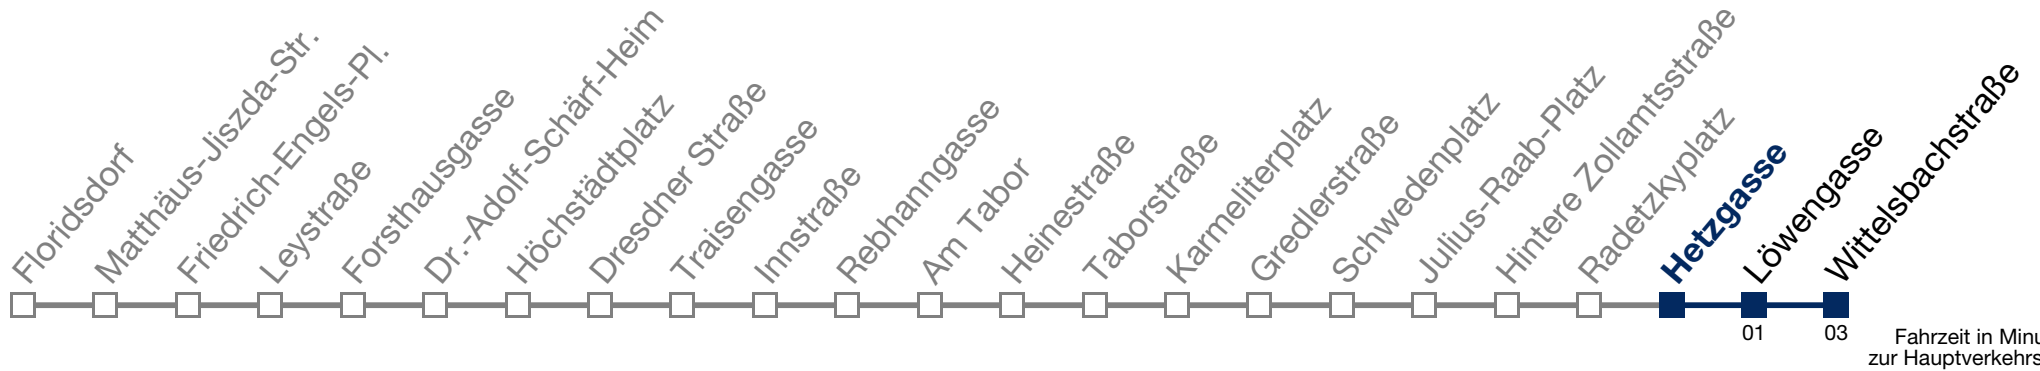 Floridsdorf
Matthäus-Jiszda-Str.
Friedrich-Engels-Pl.
Leystraße
Forsthausgasse
Dr.-Adolf-Schärf-Heim
Höchstädtplatz
Dresdner Straße
Traisengasse
Innstraße
Rebhanngasse
Am Tabor
Heinestraße
Taborstraße
Karmeliterplatz
Gredlerstraße
Schwedenplatz
Julius-Raab-Platz
Hintere Zollamtsstraße
Radetzkyplatz
Hetzgasse
Löwengasse
Wittelsbachstraße
01
03
Fahrzeit in Minu
zur Hauptverkehrs